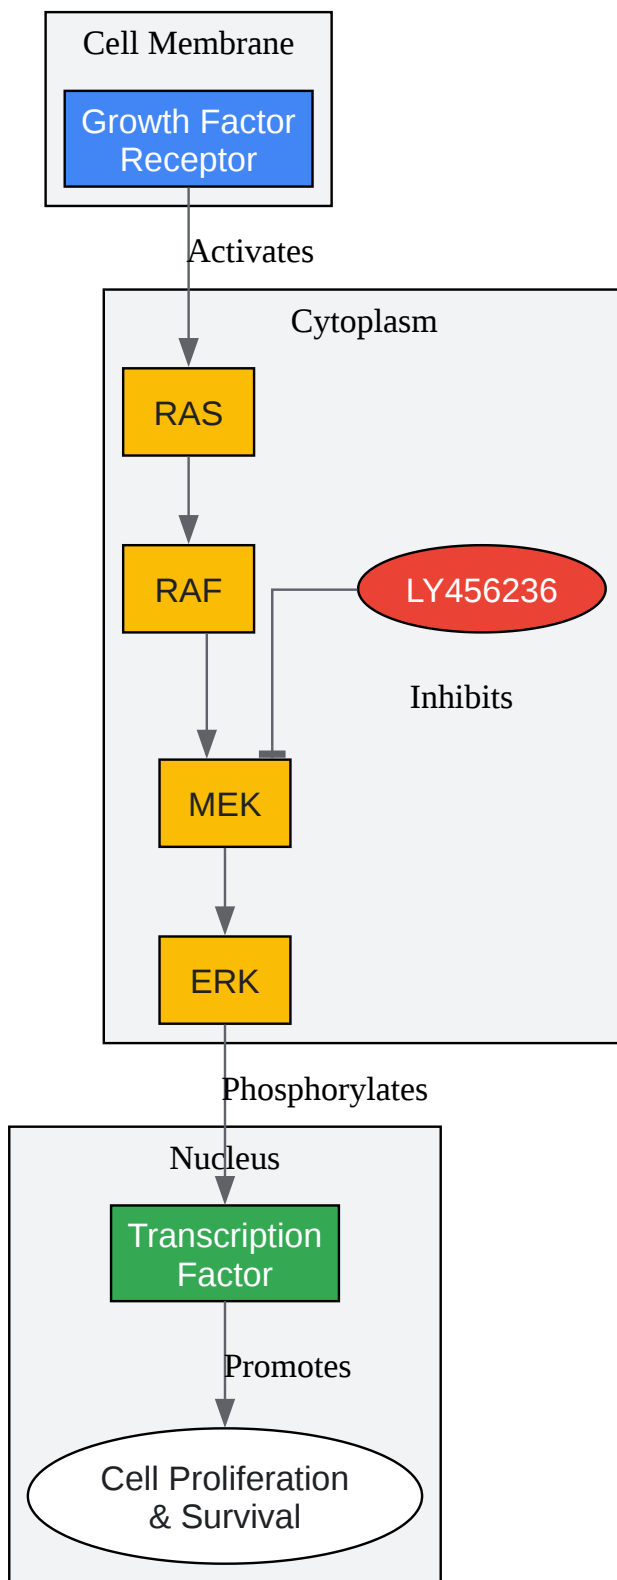 Cell Membrane
Growth Factor
Receptor
Activates
Cytoplasm
RAS
RAF
LY456236
Inhibits
MEK
ERK
Phosphorylates
Nucleus
Transcription
Factor
Promotes
Cell Proliferation
& Survival